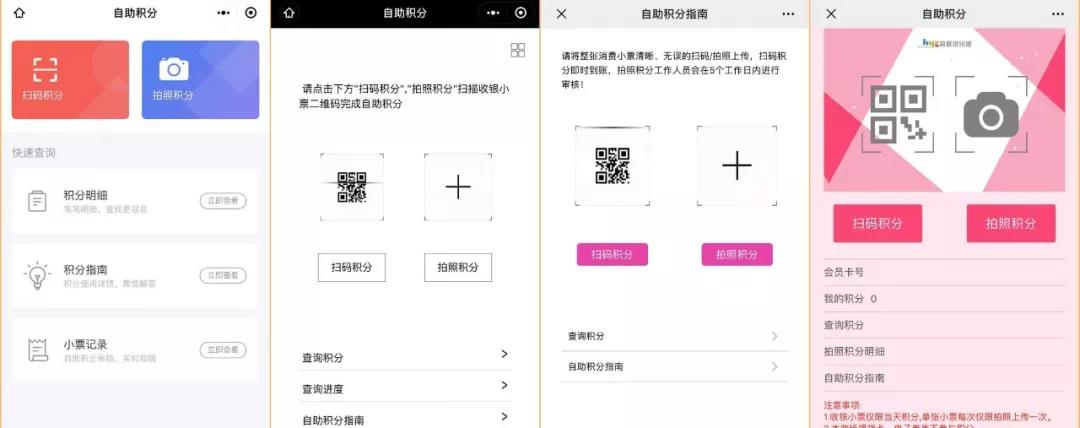 自助积分
扫码积分
拍照积分
快速查询
积分明细
笔笔明细，查找更容易
立即查看
积分指南
积分使用详情，帮您解答
立即查看
小票记录
自助积分审核，实时知晓
立即查看
自助积分
请点击下方"扫码积分","拍照积分"扫描收银小
票二维码完成自助积分
扫码积分
拍照积分
查询积分
查询进度
自助积分指南
自助积分指南
请将整张消费小票清晰、无误的扫码/拍照上传，扫码积
分即时到账，拍照积分工作人员会在5个工作日内进行
审核！
扫码积分
拍照积分
查询积分
自助积分指南
自助积分
扫码积分
拍照积分
会员卡号
我的积分 0
查询积分
拍照积分明细
自助积分指南
注意事项:
1.收银小票仅限当天积分,单张小票每次仅限拍照上传一次。